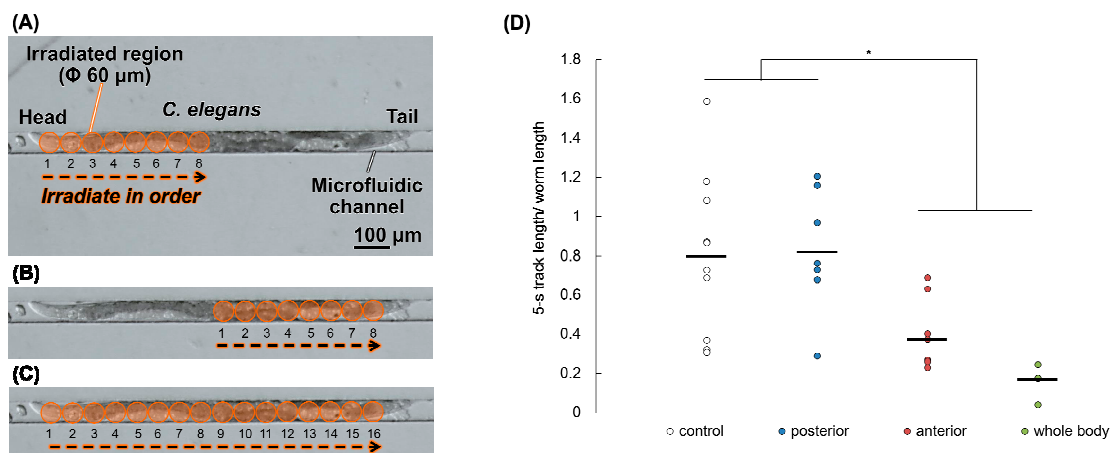 (A)
Irradiated region
(Φ 60 μm)
Head
C. elegans
Tail
1 2 3 4 5 6 7 8
Irradiate in order
Microfluidic
channel
100 μm
(B)
1 2 3 4 5 6 7 8
(C)
1 2 3 4 5 6 7 8 9 10 11 12 13 14 15 16
(D)
5-s track length/ worm length
1.8
1.6
1.4
1.2
1
0.8
0.6
0.4
0.2
0
*
control
posterior
anterior
whole body